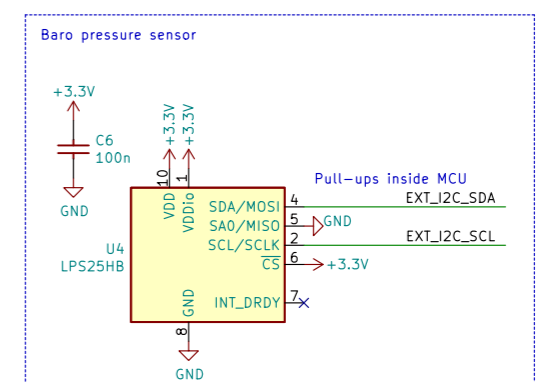 Baro pressure sensor
+3.3V
C6
100n
GND
+3.3V
+3.3V
10
1
VDD
VDDio
Pull-ups inside MCU
SDA/MOSI 4 EXT_I2C_SDA
SA0/MISO 5 GND
SCL/SCLK 2 EXT_I2C_SCL
CS 6 +3.3V
U4
LPS25HB
INT_DRDY 7
GND
8
GND